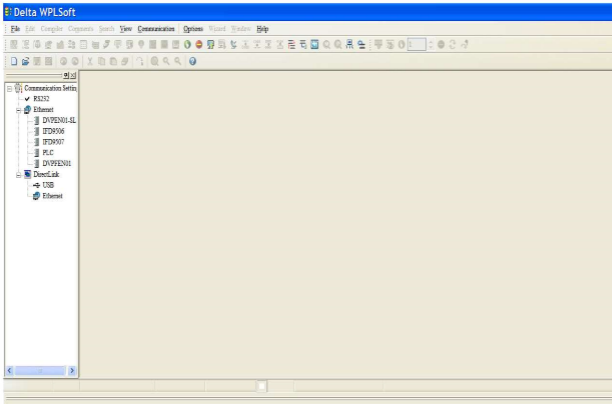 Delta WPLSoft
File Edit Compiler Comments Search View Communication Options Wizard Window Help
Communication Settin
RS232
Ethernet
DVPEN01-SL
IFD9506
IFD9507
PLC
DVPFEN01
DirectLink
USB
Ethernet